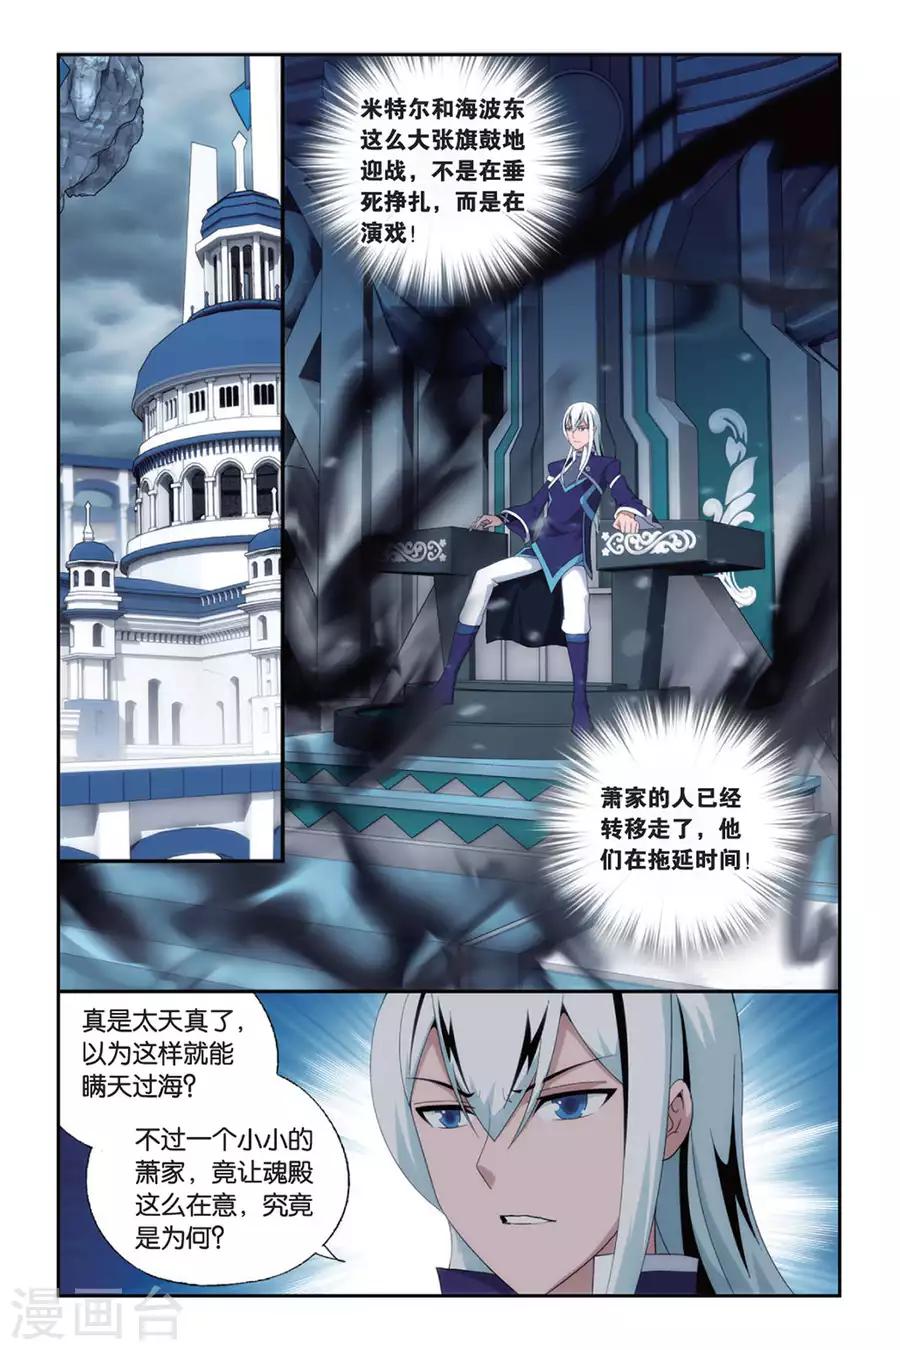 米特尔和海波东
这么大张旗鼓地
迎战，不是在垂
死挣扎，而是在
演戏！
萧家的人已经
转移走了，他
们在拖延时间！
真是太天真了，
以为这样就能
瞒天过海？
不过一个小小的
萧家，竟让魂殿
这么在意，究竟
是为何？
漫画台